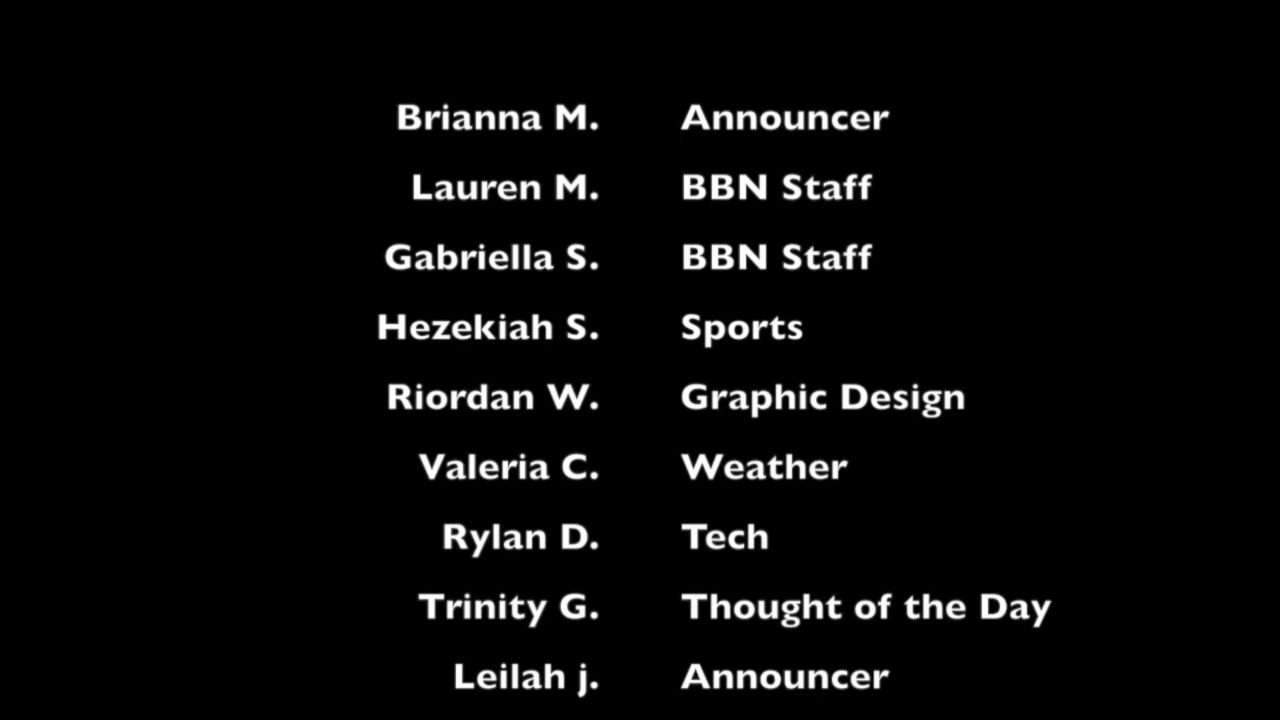 Brianna M. Announcer
Lauren M. BBN Staff
Gabriella S. BBN Staff
Hezekiah S. Sports
Riordan W. Graphic Design
Valeria C. Weather
Rylan D. Tech
Trinity G. Thought of the Day
Leilah j. Announcer